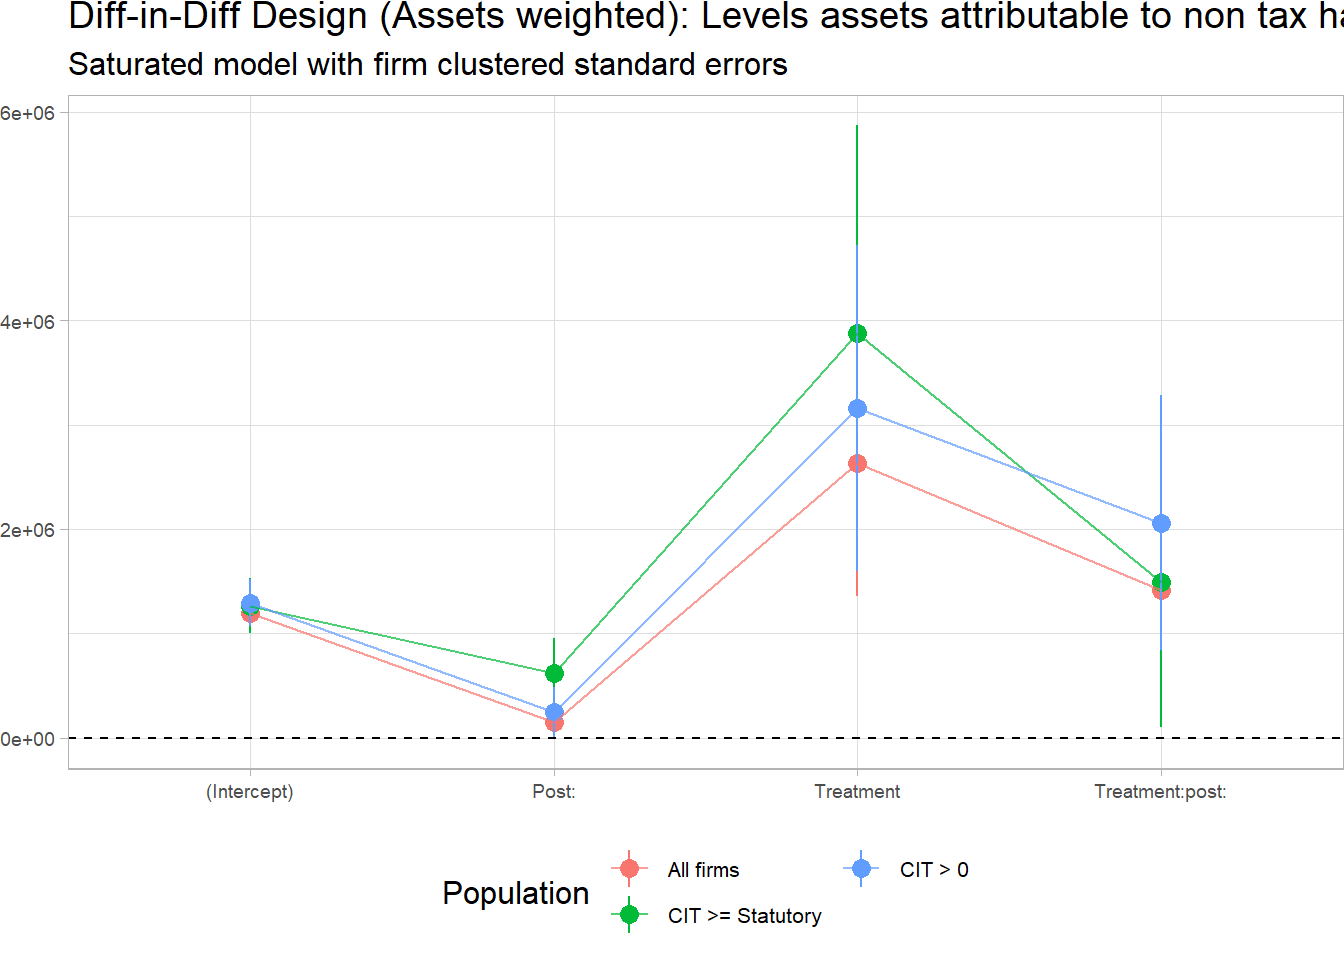 Diff-in-Diff Design (Assets weighted): Levels assets attributable to non tax ha
Saturated model with firm clustered standard errors
6e+06
4e+06
2e+06
0e+00
(Intercept) Post: Treatment Treatment:post:
Population
All firms CIT > 0
CIT >= Statutory